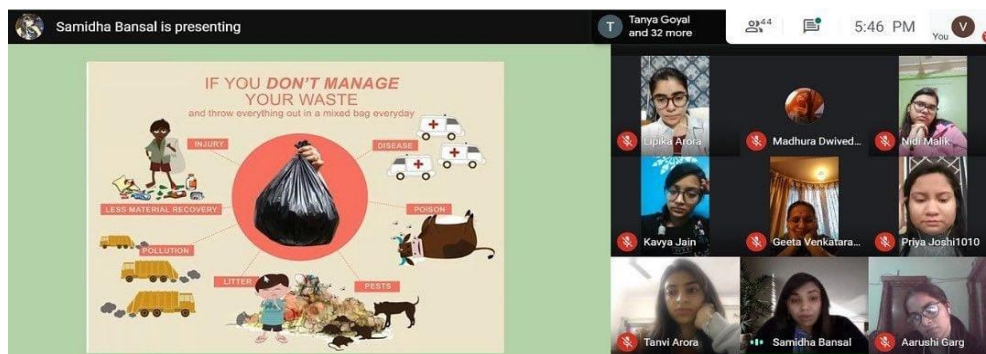 Samidha Bansal is presenting
T
Tanya Goyal
and 32 more
44
5:46 PM
You
V
IF YOU DON'T MANAGE
YOUR WASTE
and throw everything out in a mixed bag everyday
INJURY
DISEASE
LESS MATERIAL RECOVERY
POISON
POLLUTION
LITTER
PESTS
Lipika Arora
Madhura Dwived...
Nidi Malik
Kavya Jain
Geeta Venkatara...
Priya Joshi1010
Tanvi Arora
Samidha Bansal
Aarushi Garg